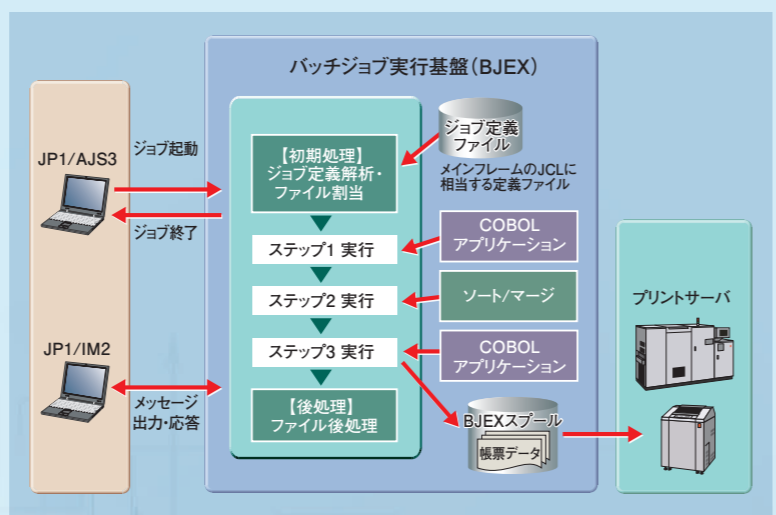 バッチジョブ実行基盤（BJEX）
JP1/AJS3
ジョブ起動
ジョブ終了
【初期処理】
ジョブ定義解析・
ファイル割当
ジョブ定義
ファイル
メインフレームのJCLに
相当する定義ファイル
ステップ1 実行
COBOL
アプリケーション
ステップ2 実行
ソート/マージ
ステップ3 実行
COBOL
アプリケーション
【後処理】
ファイル後処理
JP1/IM2
メッセージ
出力・応答
BJEXスプール
帳票データ
プリントサーバ